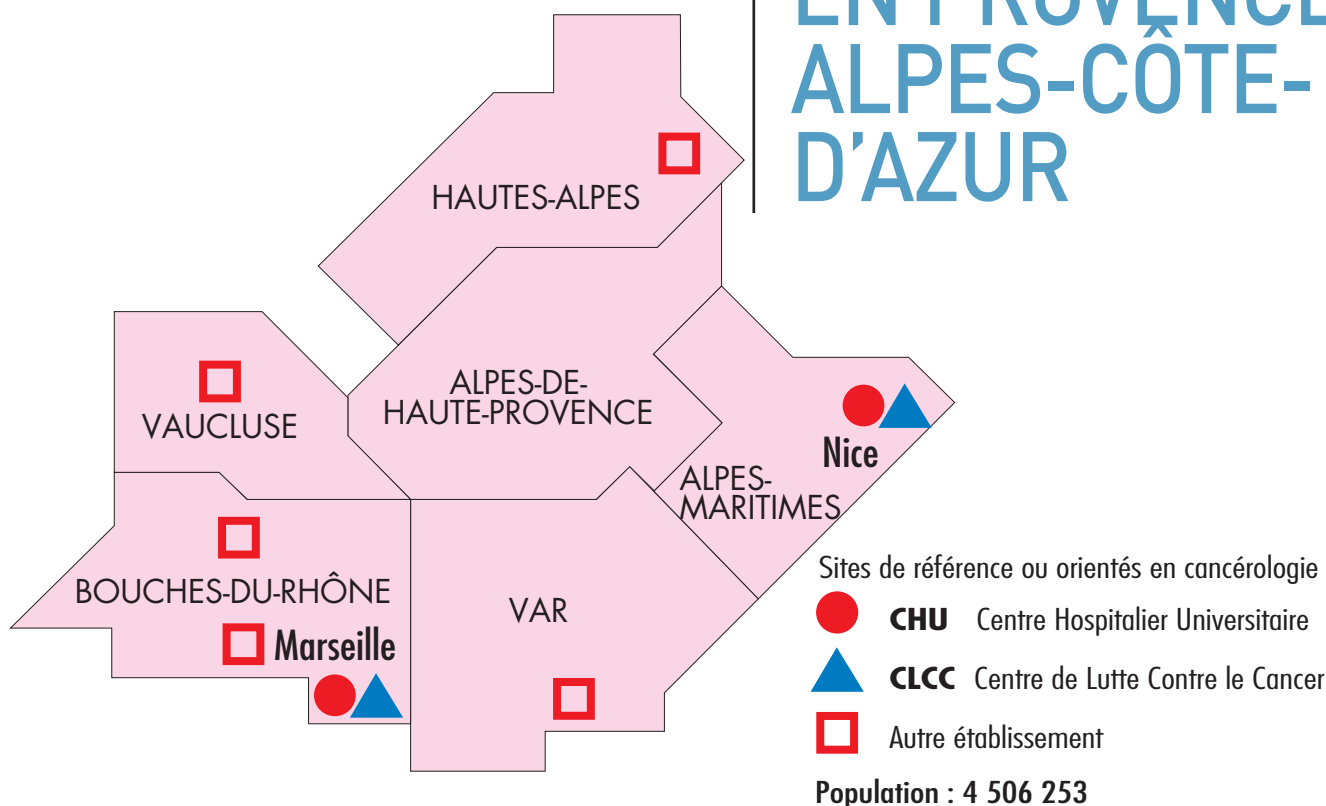 EN PROVENCE
ALPES-CÔTE-
D'AZUR
HAUTES-ALPES
ALPES-DE-
HAUTE-PROVENCE
VAUCLUSE
Nice
ALPES-
MARITIMES
BOUCHES-DU-RHÔNE
VAR
Marseille
Sites de référence ou orientés en cancérologie
CHU Centre Hospitalier Universitaire
CLCC Centre de Lutte Contre le Cancer
Autre établissement
Population : 4 506 253